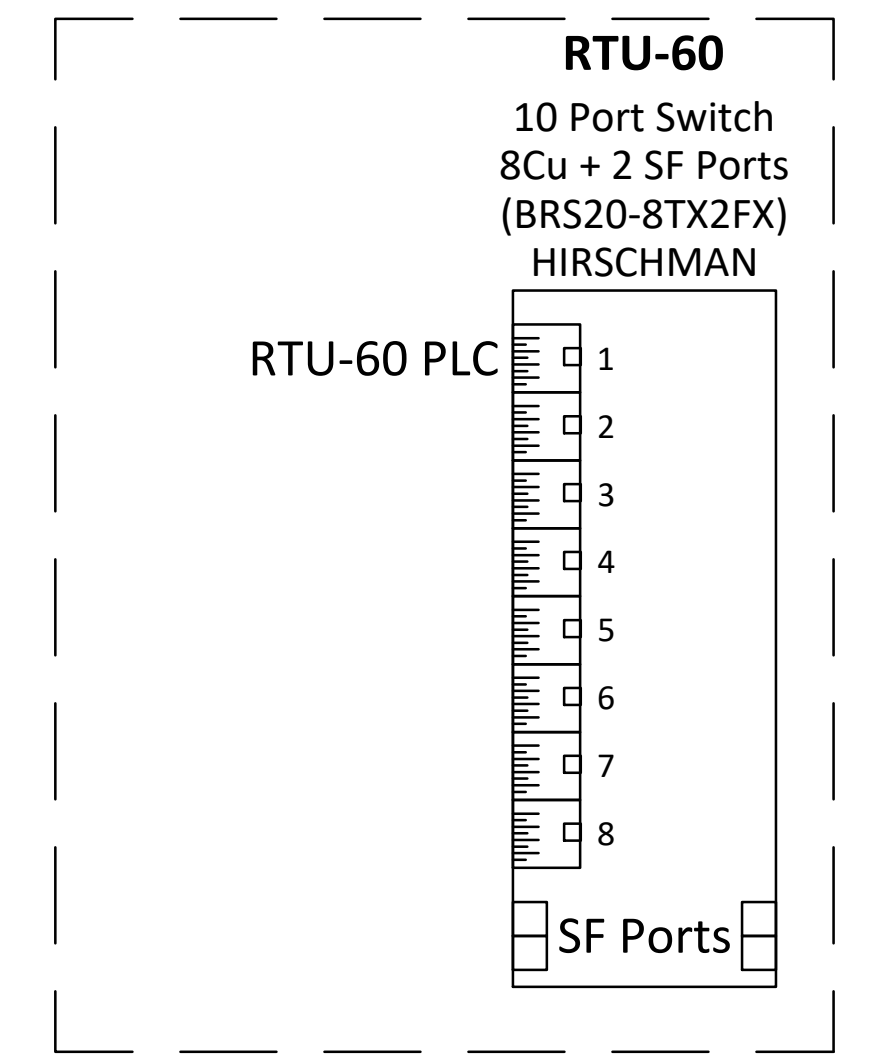 RTU-60
10 Port Switch
8Cu + 2 SF Ports
(BRS20-8TX2FX)
HIRSCHMAN
RTU-60 PLC 1
2
3
4
5
6
7
8
SF Ports